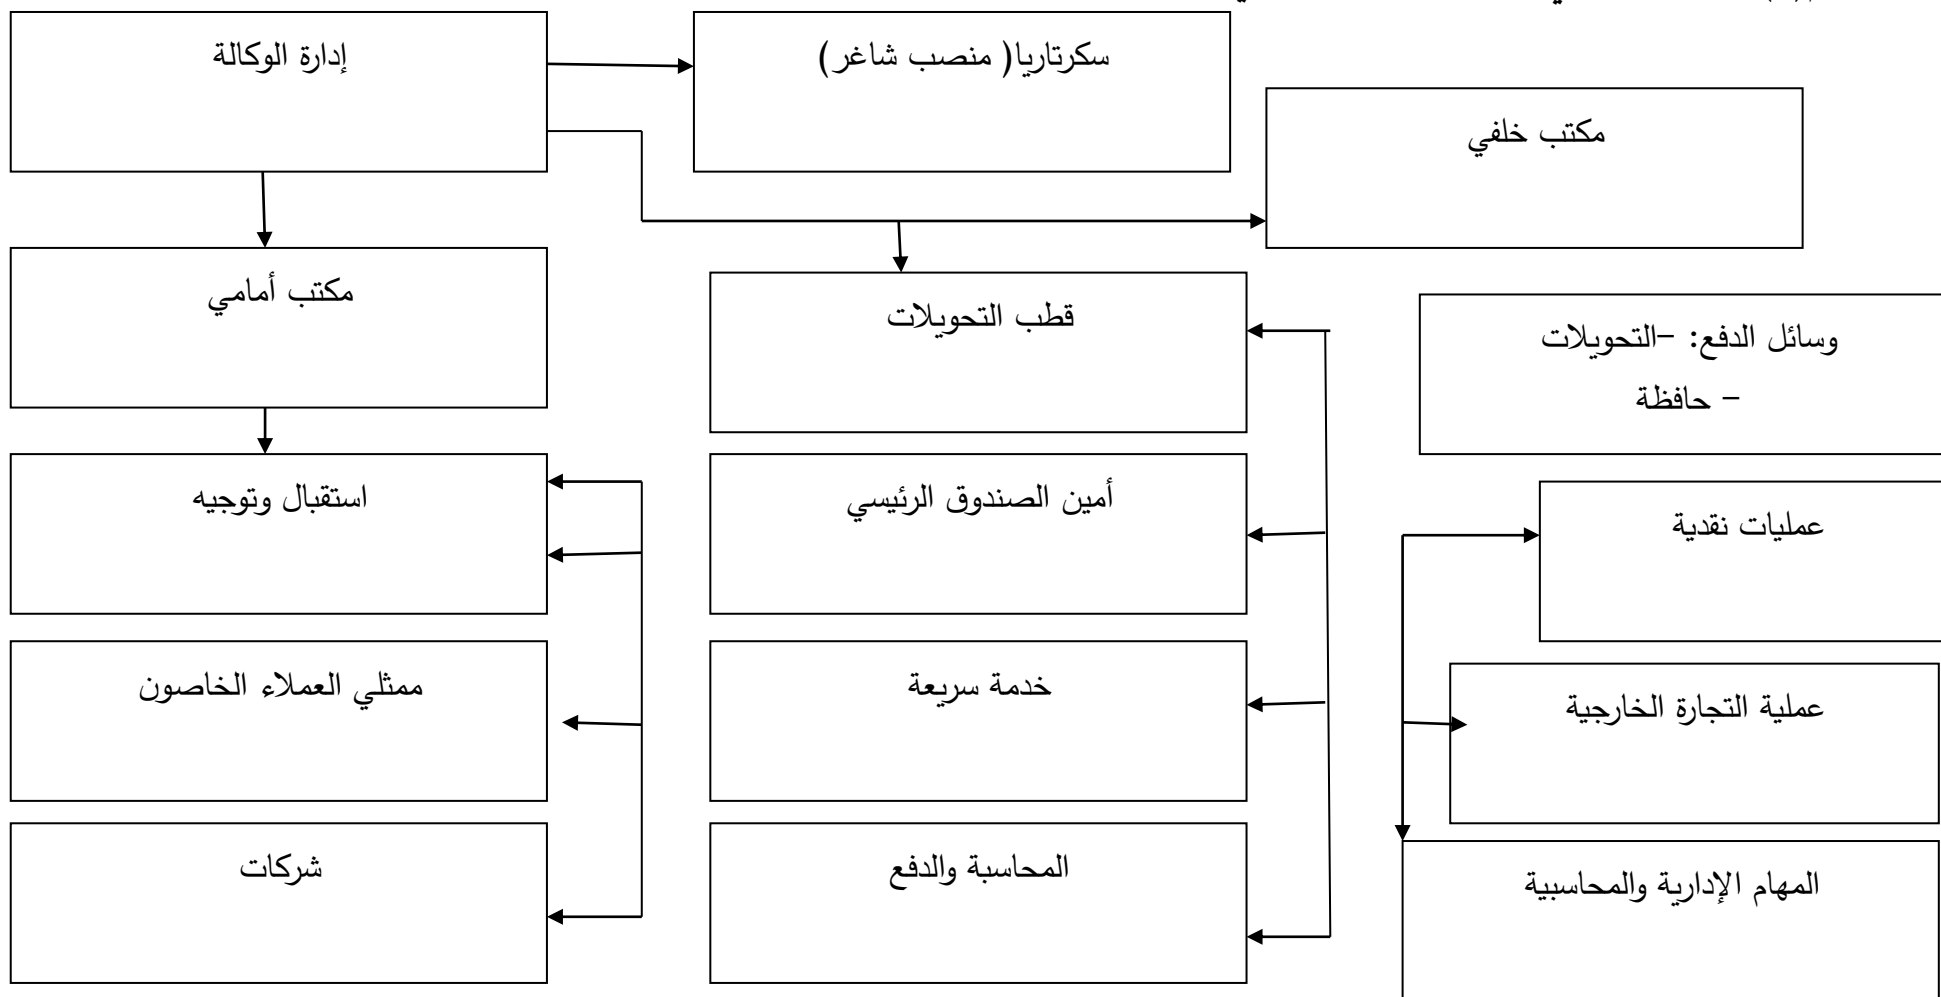 إدارة الوكالة
سكرتاريا( منصب شاغر )
مكتب خلفي
مكتب أمامي
قطب التحويلات
وسائل الدفع: –التحويلات
– حافظة
استقبال وتوجيه
أمين الصندوق الرئيسي
عمليات نقدية
ممثلي العملاء الخاصون
خدمة سريعة
عملية التجارة الخارجية
شركات
المحاسبة والدفع
المهام الإدارية والمحاسبية